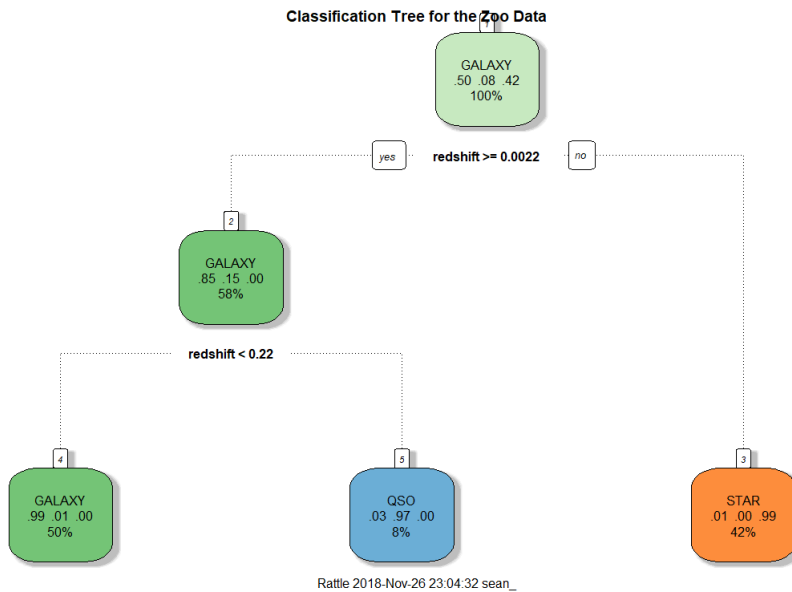 Classification Tree for the Zoo Data
1
GALAXY
.50 .08 .42
100%
yes
redshift >= 0.0022
no
2
GALAXY
.85 .15 .00
58%
redshift < 0.22
4
GALAXY
.99 .01 .00
50%
5
QSO
.03 .97 .00
8%
3
STAR
.01 .00 .99
42%
Rattle 2018-Nov-26 23:04:32 sean_